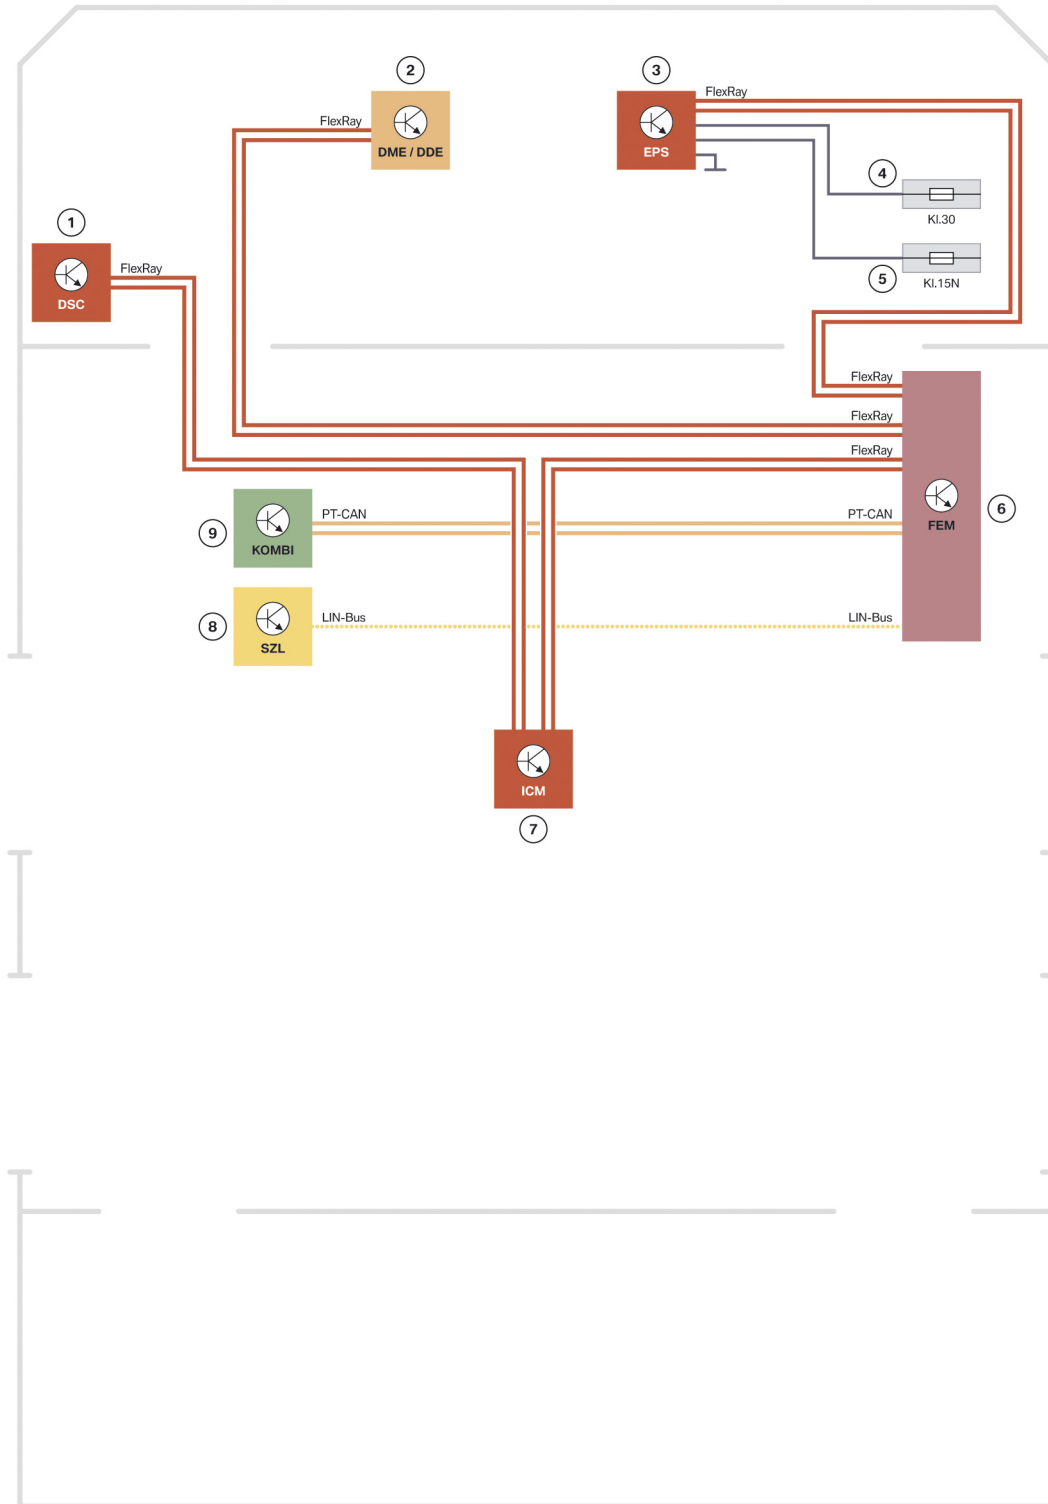 2
3
FlexRay
FlexRay
DME / DDE
EPS
4
Kl.30
1
FlexRay
DSC
5
Kl.15N
FlexRay
FlexRay
FlexRay
PT-CAN
PT-CAN
6
FEM
9
KOMBI
LIN-Bus
LIN-Bus
8
SZL
ICM
7